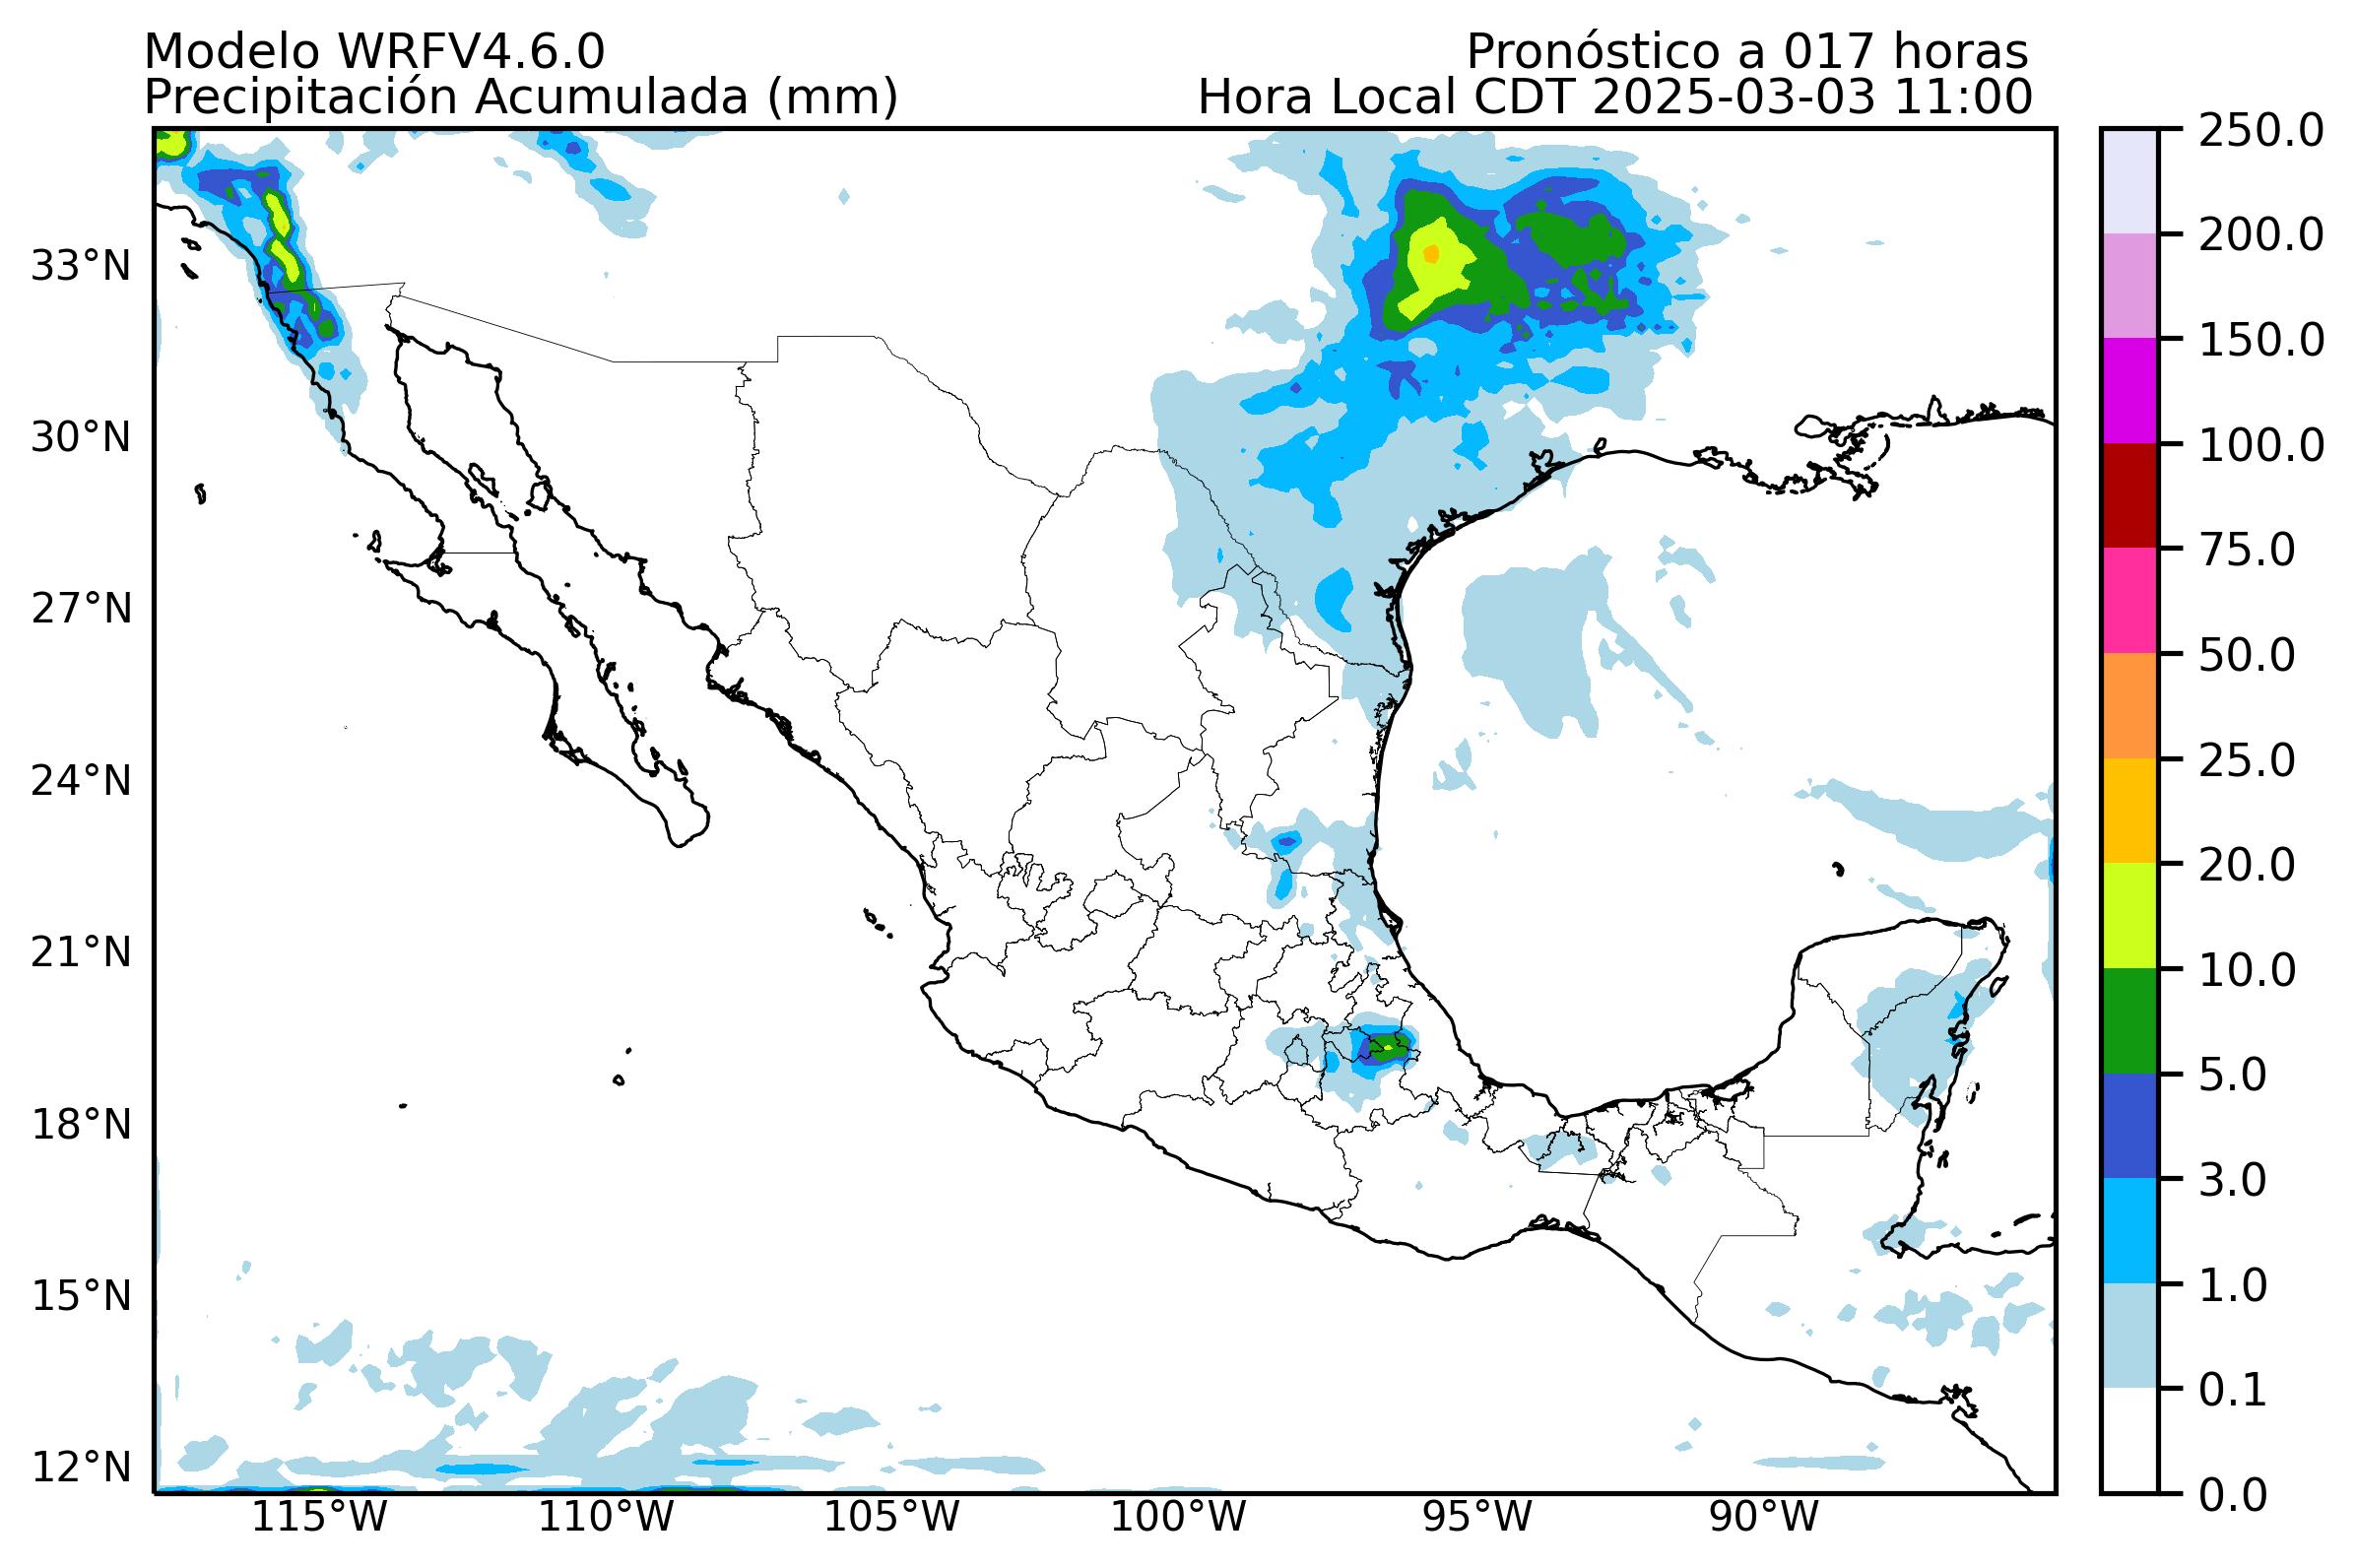 Modelo WRFV4.6.0
Pronóstico a 017 horas
Precipitación Acumulada (mm)
Hora Local CDT 2025-03-03 11:00
33°N
30°N
27°N
24°N
21°N
18°N
15°N
12°N
115°W
110°W
105°W
100°W
95°W
90°W
250.0
200.0
150.0
100.0
75.0
50.0
25.0
20.0
10.0
5.0
3.0
1.0
0.1
0.0